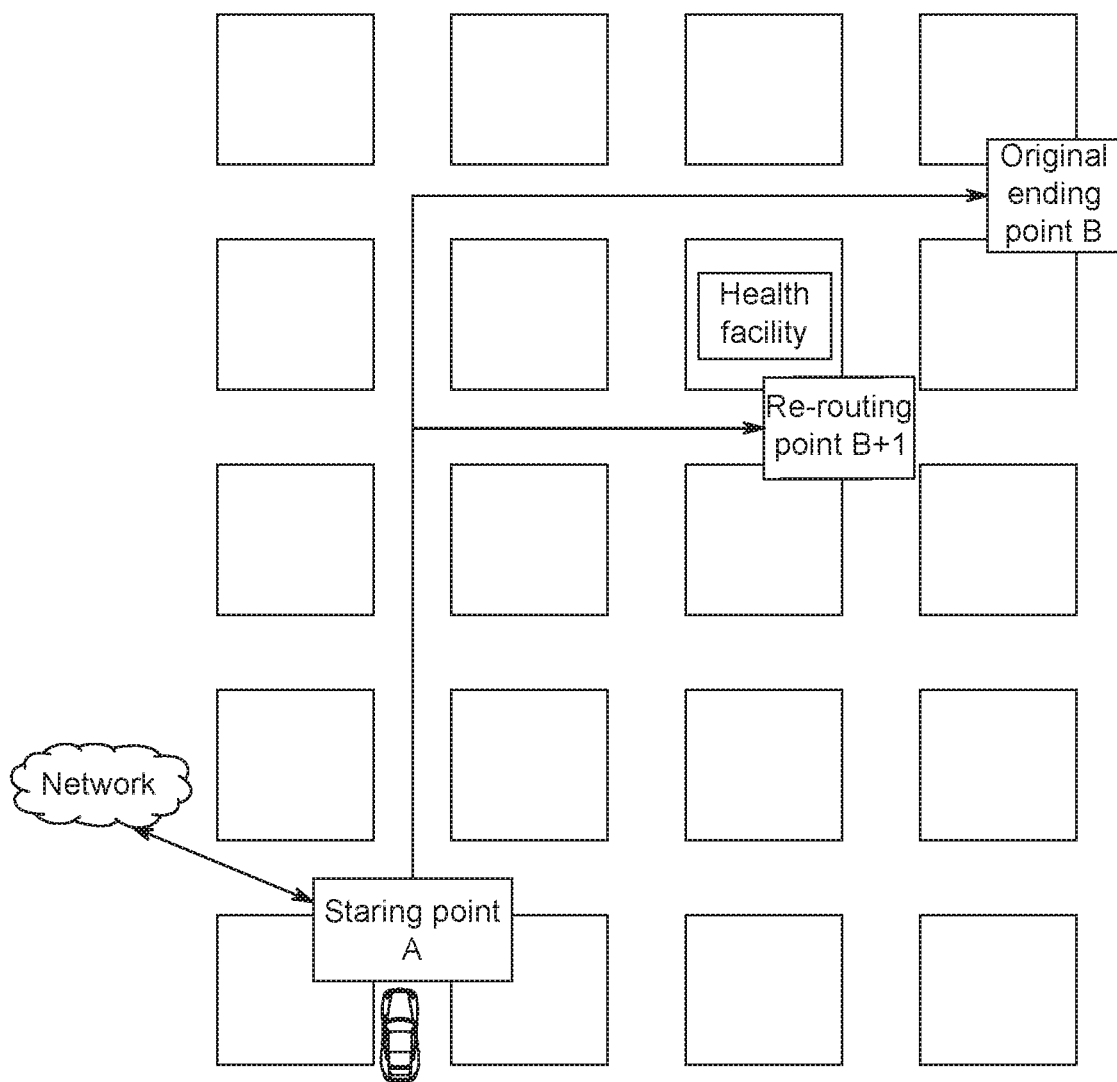 Original
ending
point B
Health
facility
Re-routing
point B+1
Network
Staring point
A